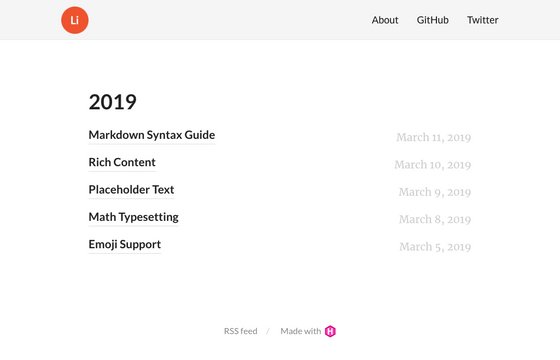 Li About GitHub Twitter
2019
Markdown Syntax Guide March 11, 2019
Rich Content March 10, 2019
Placeholder Text March 9, 2019
Math Typesetting March 8, 2019
Emoji Support March 5, 2019
RSS feed / Made with H